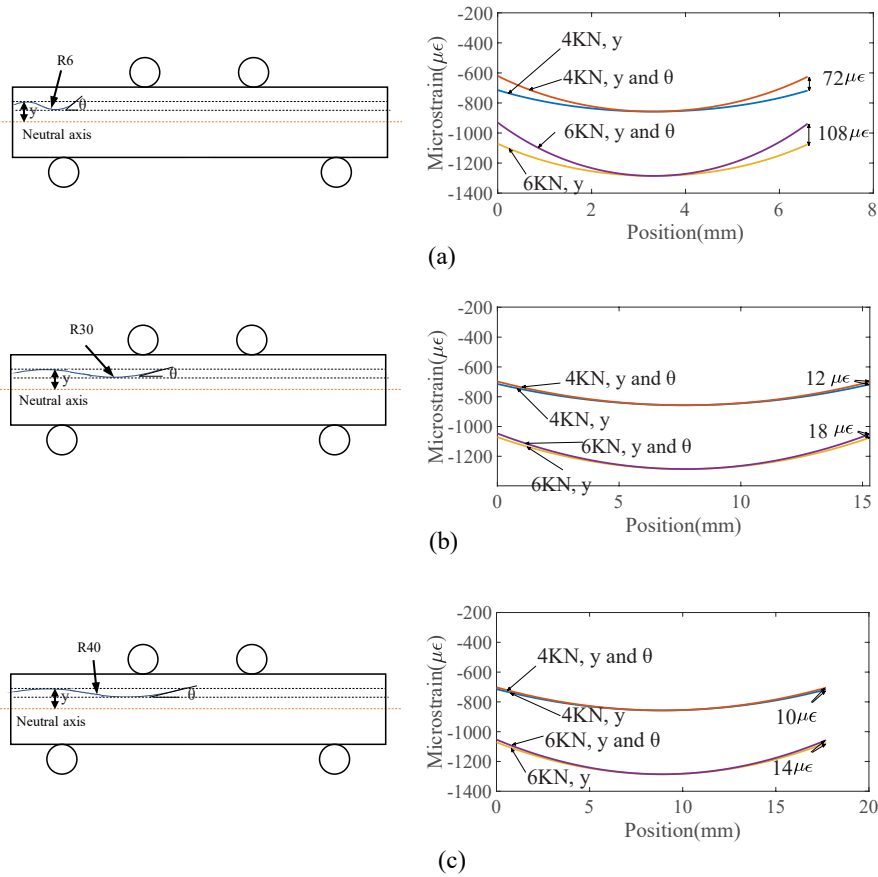 R6
y
θ
Neutral axis
-200
-400
-600
-800
-1000
-1200
-1400
Microstrain(με)
4KN, y
4KN, y and θ
6KN, y and θ
6KN, y
72με
108με
0 2 4 6 8
Position(mm)
(a)
R30
y
θ
Neutral axis
-200
-400
-600
-800
-1000
-1200
Microstrain(με)
4KN, y and θ
4KN, y
6KN, y and θ
6KN, y
12 με
18 με
0 5 10 15
Position(mm)
(b)
R40
y
θ
Neutral axis
-200
-400
-600
-800
-1000
-1200
-1400
Microstrain(με)
4KN, y and θ
4KN, y
6KN, y and θ
6KN, y
10με
14με
0 5 10 15 20
Position(mm)
(c)